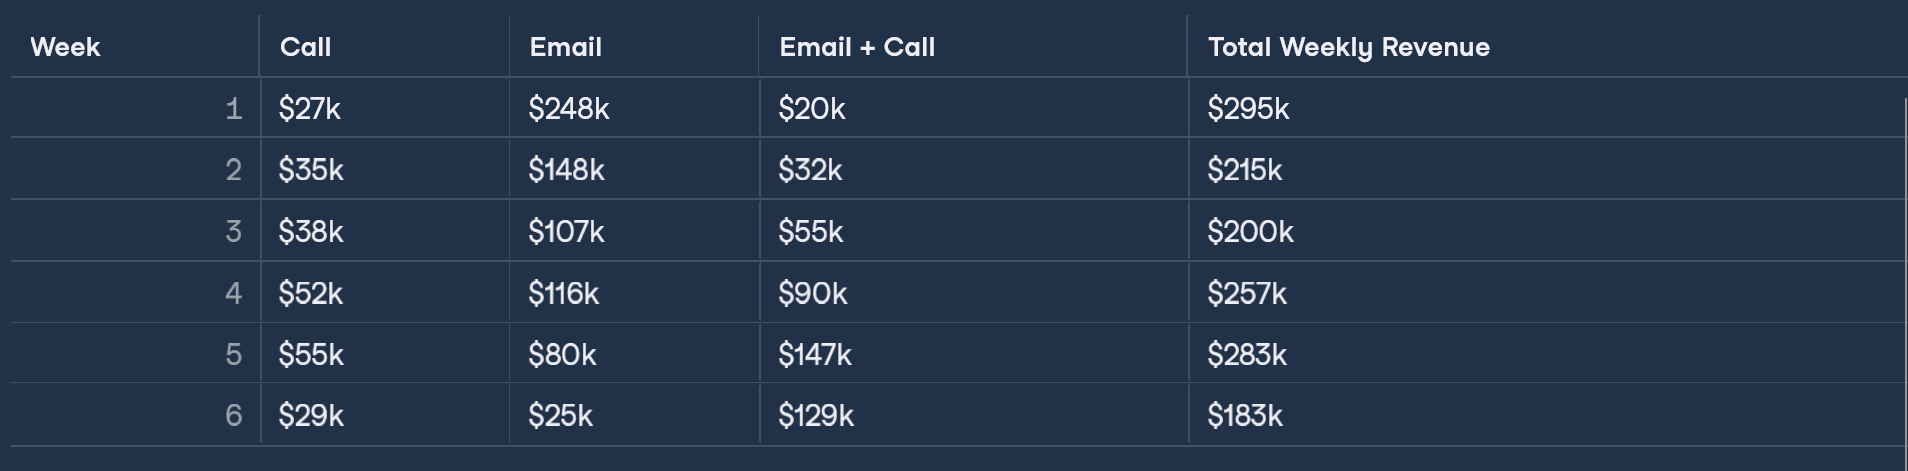 Week Call Email Email + Call Total Weekly Revenue
1 $27k $248k $20k $295k
2 $35k $148k $32k $215k
3 $38k $107k $55k $200k
4 $52k $116k $90k $257k
5 $55k $80k $147k $283k
6 $29k $25k $129k $183k